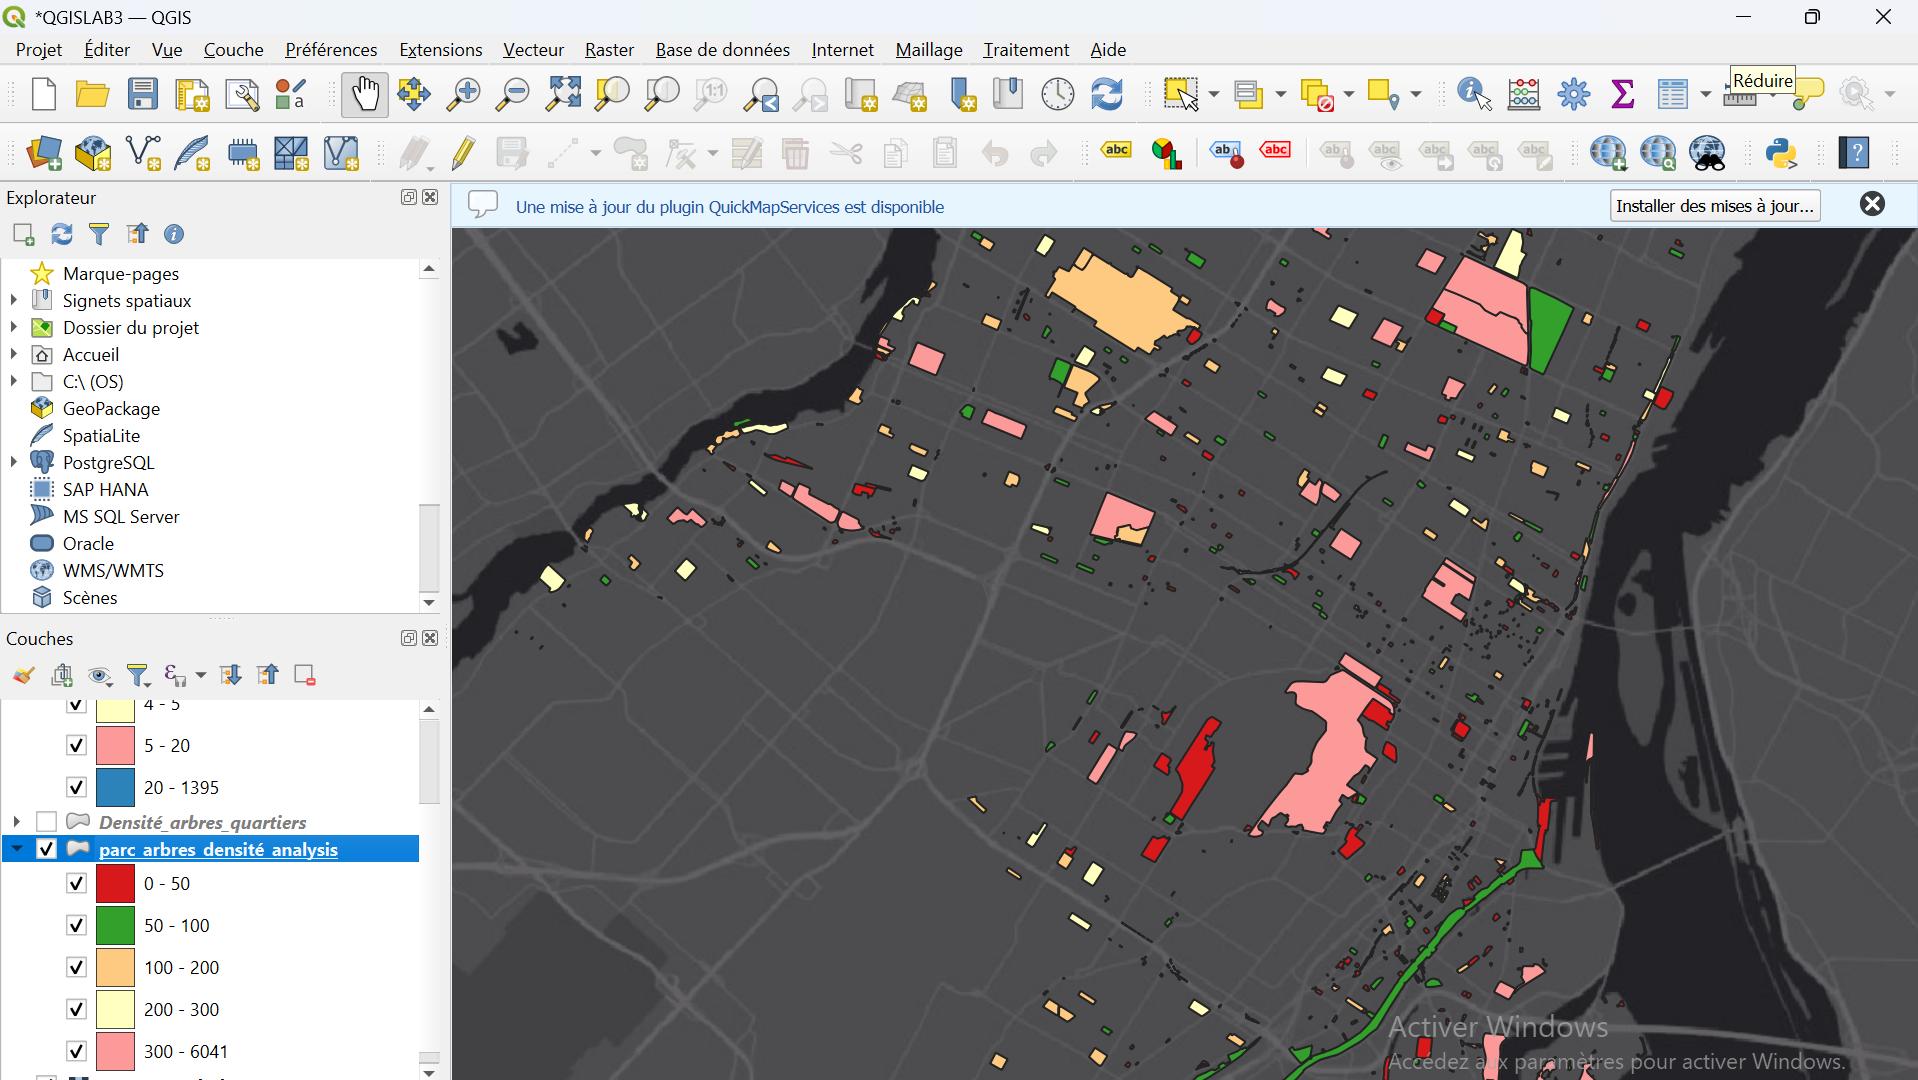 *QGISLAB3 — QGIS
Projet Éditer Vue Couche Préférences Extensions Vecteur Raster Base de données Internet Maillage Traitement Aide
Réduire
Explorateur
Une mise à jour du plugin QuickMapServices est disponible
Installer des mises à jour...
Marque-pages
Signets spatiaux
Dossier du projet
Accueil
C:\ (OS)
GeoPackage
SpatiaLite
PostgreSQL
SAP HANA
MS SQL Server
Oracle
WMS/WMTS
Scènes
Couches
4 - 5
5 - 20
20 - 1395
Densité_arbres_quartiers
parc_arbres_densité_analysis
0 - 50
50 - 100
100 - 200
200 - 300
300 - 6041
Activer Windows
Accédez aux paramètres pour activer Windows.